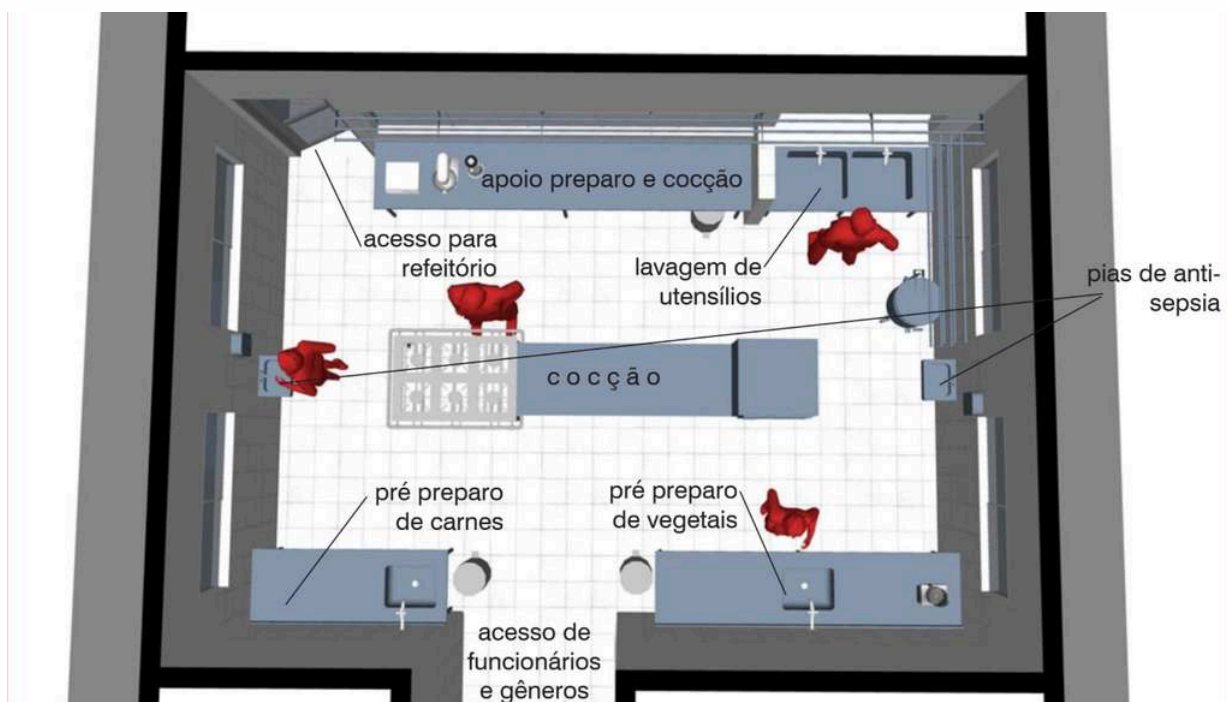 apoio preparo e cocção
acesso para
refeitório
lavagem de
utensílios
pias de anti-
sepsia
cocção
pré preparo
de carnes
pré preparo
de vegetais
acesso de
funcionários
e gêneros